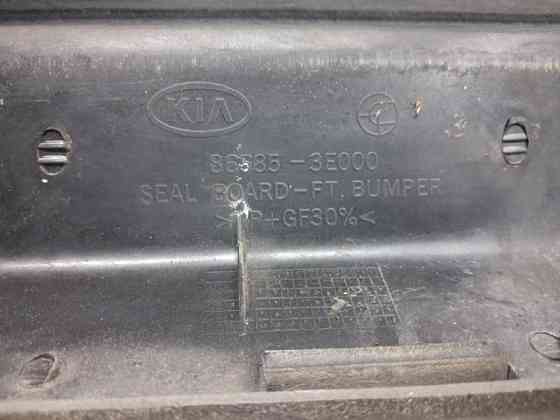 KIA
86585-3E000
SEAL BOARD-FT. BUMPER
>PP+GF30%<